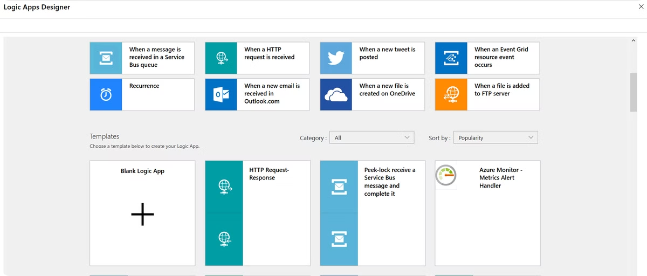 Logic Apps Designer
When a message
is received in a Service
Bus queue
When a HTTP
request is received
When a new tweet is
posted
When an Event Grid
resource event
occurs
Recurrence
When a new email is
received in
Outlook.com
When a new file is
created on OneDrive
When a file is
added to FTP server
Templates
Choose a template below to create your Logic App.
Category :
All
Sort by :
Popularity
Blank Logic App
HTTP Request-
Response
Peek-lock receive a
Service Bus
message and
complete it
Azure Monitor -
Metrics Alert
Handler